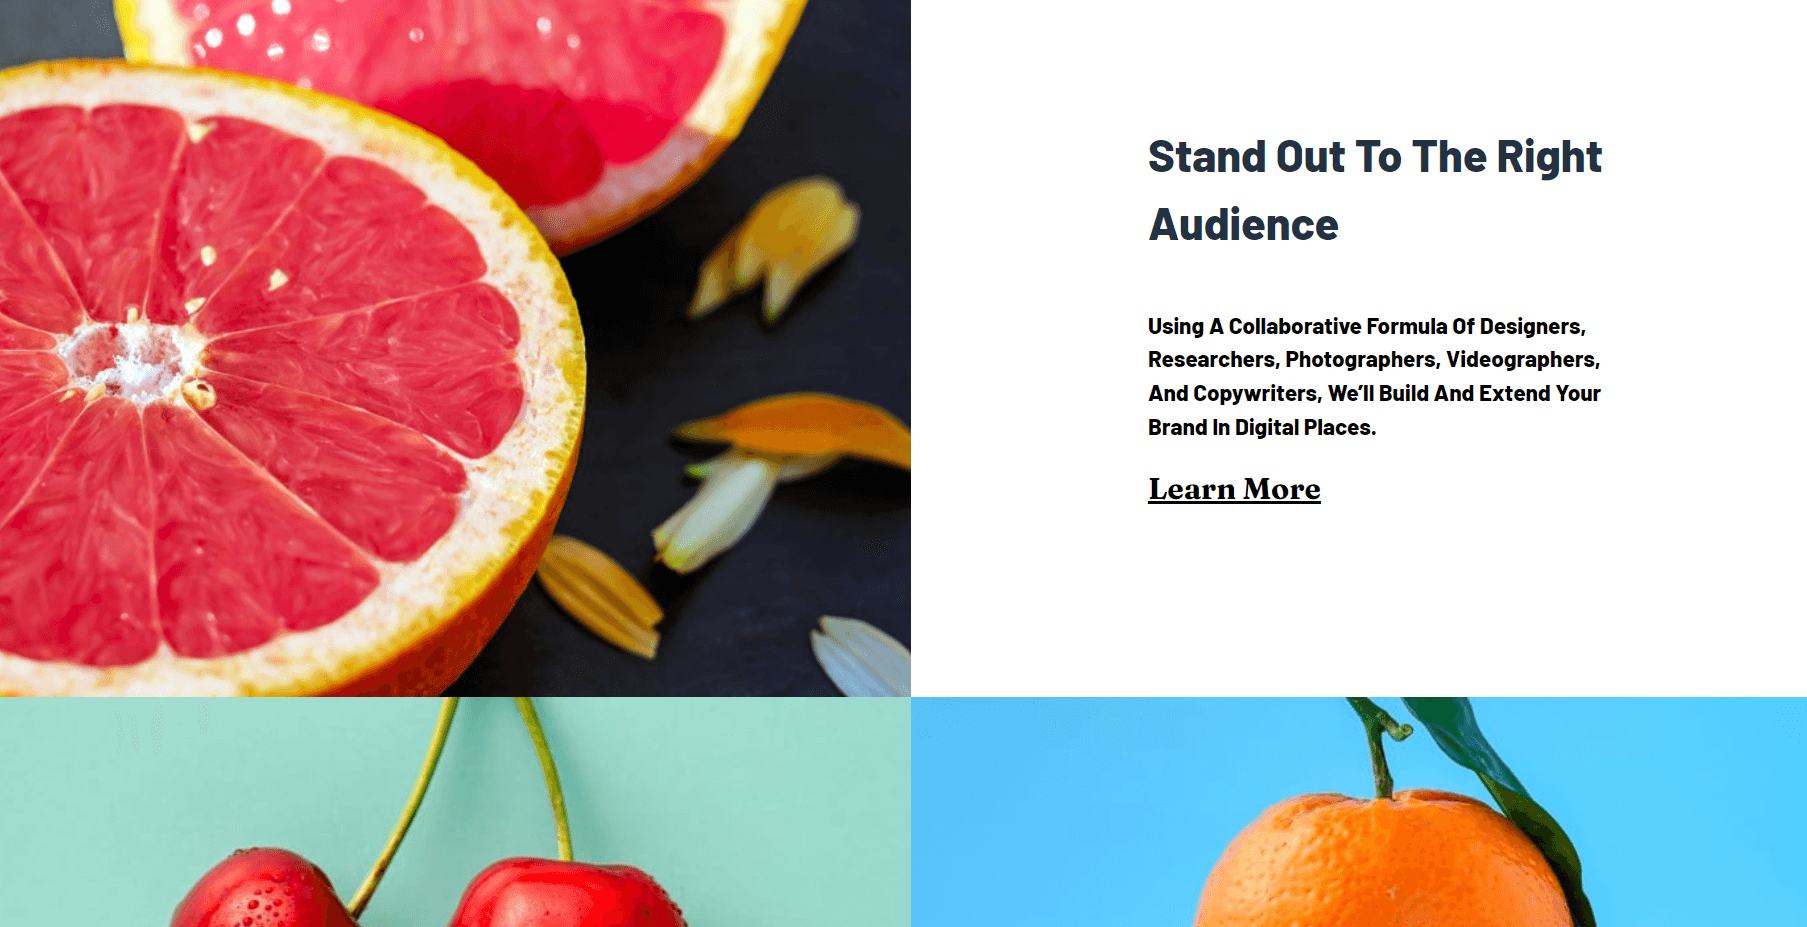 Stand Out To The Right
Audience
Using A Collaborative Formula Of Designers,
Researchers, Photographers, Videographers,
And Copywriters, We’ll Build And Extend Your
Brand In Digital Places.
Learn More